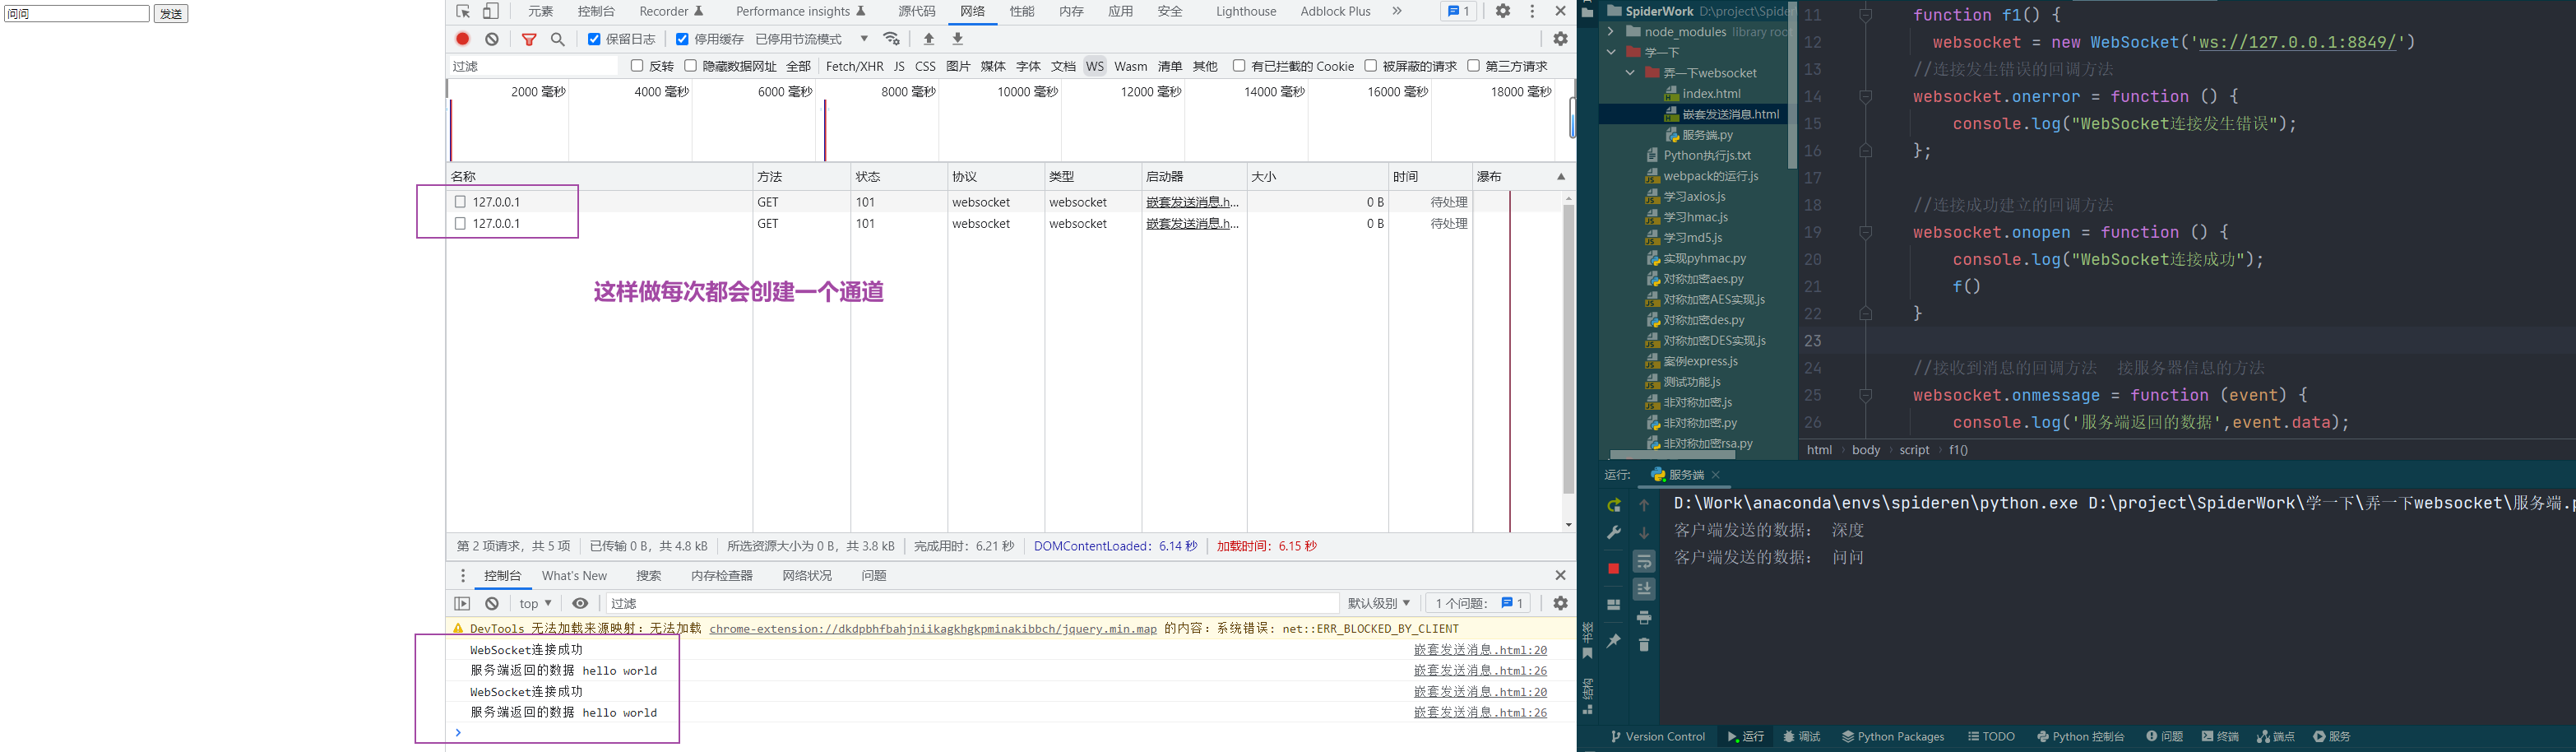 问问 发送
元素 控制台 Recorder Performance insights 源代码 网络 性能 内存 应用 安全 Lighthouse Adblock Plus » 1
保留日志 停用缓存 已停用节流模式
过滤 反转 隐藏数据网址 全部 Fetch/XHR JS CSS 图片 媒体 字体 文档 WS Wasm 清单 其他 有已拦截的 Cookie 被屏蔽的请求 第三方请求
2000 毫秒 4000 毫秒 6000 毫秒 8000 毫秒 10000 毫秒 12000 毫秒 14000 毫秒 16000 毫秒 18000 毫秒
名称 方法 状态 协议 类型 启动器 大小 时间 瀑布
127.0.0.1 GET 101 websocket websocket 嵌套发送消息.h... 0 B 待处理
127.0.0.1 GET 101 websocket websocket 嵌套发送消息.h... 0 B 待处理
这样做每次都会创建一个通道
第 2 项请求，共 5 项 已传输 0 B，共 4.8 kB 所选资源大小为 0 B，共 3.8 kB 完成用时：6.21 秒 DOMContentLoaded：6.14 秒 加载时间：6.15 秒
控制台 What's New 搜索 内存检查器 网络状况 问题
top 过滤 默认级别 1 个问题： 1
DevTools 无法加载来源映射：无法加载 chrome-extension://dkdpbhfbahjniikagkhgkpminakibbch/jquery.min.map 的内容：系统错误: net::ERR_BLOCKED_BY_CLIENT
WebSocket连接成功 嵌套发送消息.html:20
服务端返回的数据 hello world 嵌套发送消息.html:26
WebSocket连接成功 嵌套发送消息.html:20
服务端返回的数据 hello world 嵌套发送消息.html:26
SpiderWork D:\project\Spider
node_modules library roo
学一下
弄一下websocket
index.html
嵌套发送消息.html
服务端.py
Python执行js.txt
webpack的运行.js
学习axios.js
学习hmac.js
学习md5.js
实现pyhmac.py
对称加密aes.py
对称加密AES实现.js
对称加密des.py
对称加密DES实现.js
案例express.js
测试功能.js
非对称加密.js
非对称加密.py
非对称加密rsa.py
11 function f1() {
12 websocket = new WebSocket('ws://127.0.0.1:8849/')
13 //连接发生错误的回调方法
14 websocket.onerror = function () {
15 console.log("WebSocket连接发生错误");
16 };
17
18 //连接成功建立的回调方法
19 websocket.onopen = function () {
20 console.log("WebSocket连接成功");
21 f()
22 }
23
24 //接收到消息的回调方法 接服务器信息的方法
25 websocket.onmessage = function (event) {
26 console.log('服务端返回的数据',event.data);
html body script f1()
运行: 服务端
D:\Work\anaconda\envs\spideren\python.exe D:\project\SpiderWork\学一下\弄一下websocket\服务端.p
客户端发送的数据： 深度
客户端发送的数据： 问问
书签
结构
Version Control 运行 调试 Python Packages TODO Python 控制台 问题 终端 端点 服务